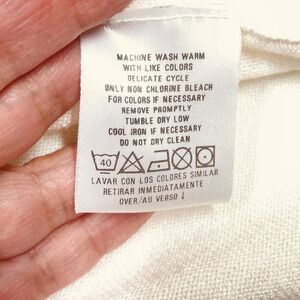 MACHINE WASH WARM
WITH LIKE COLORS
DELICATE CYCLE
ONLY NON CHLORINE BLEACH
FOR COLORS IF NECESSARY
REMOVE PROMPTLY
TUMBLE DRY LOW
COOL IRON IF NECESSARY
DO NOT DRY CLEAN
40
LAVAR CON LOS COLORES SIMILAR
RETIRAR INMEDIATAMENTE
OVER/AU VERSO